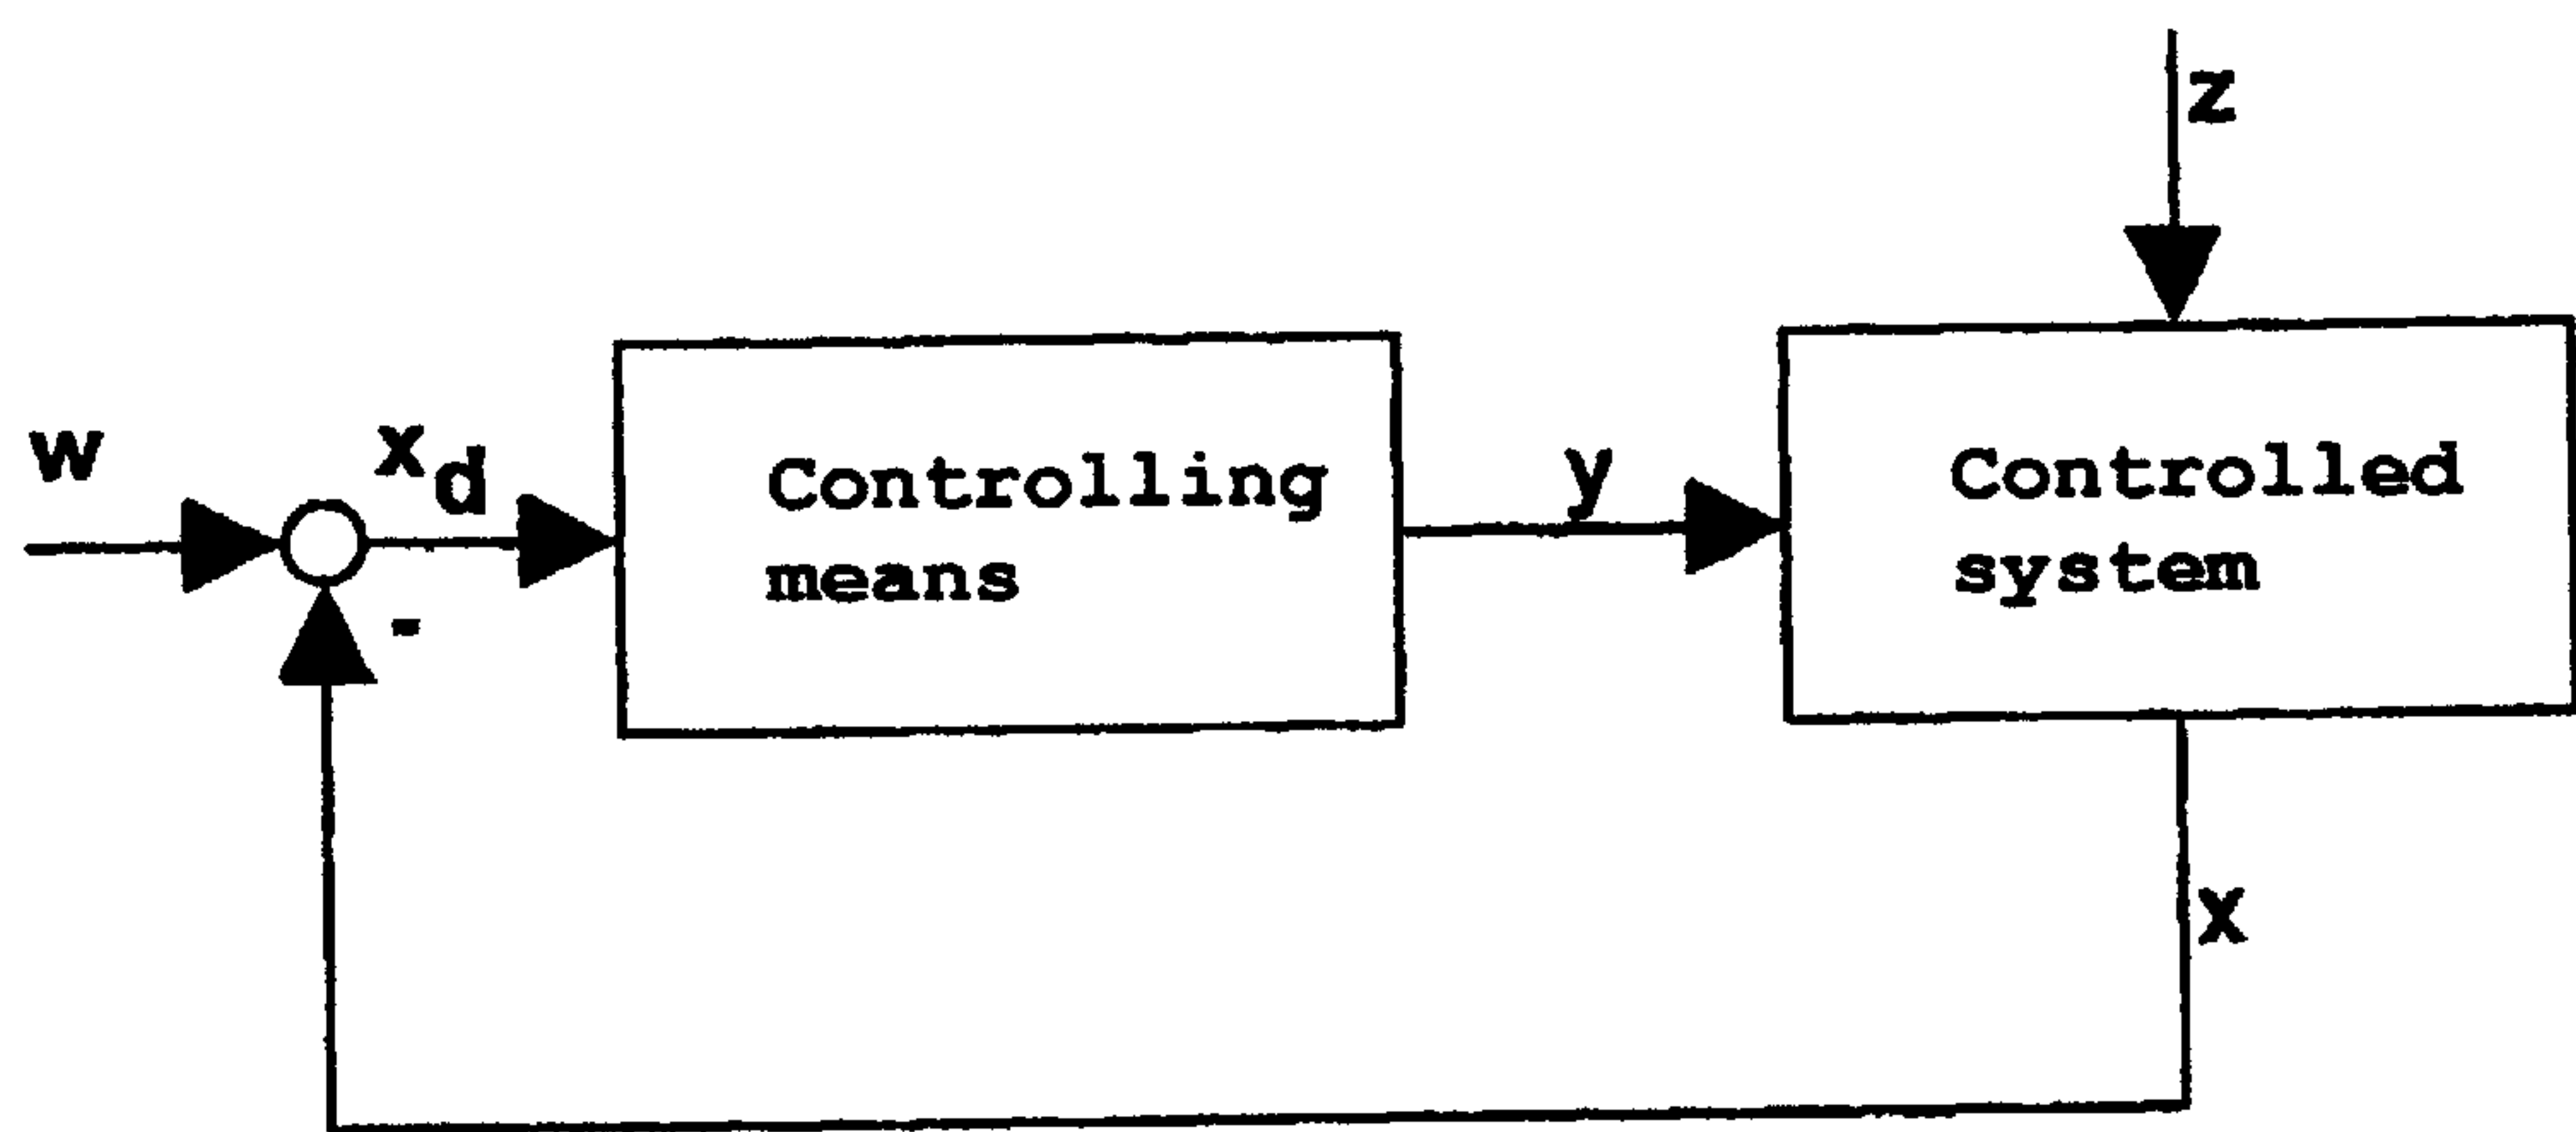 z
w
x_d
Controlling
means
y
Controlled
system
-
x